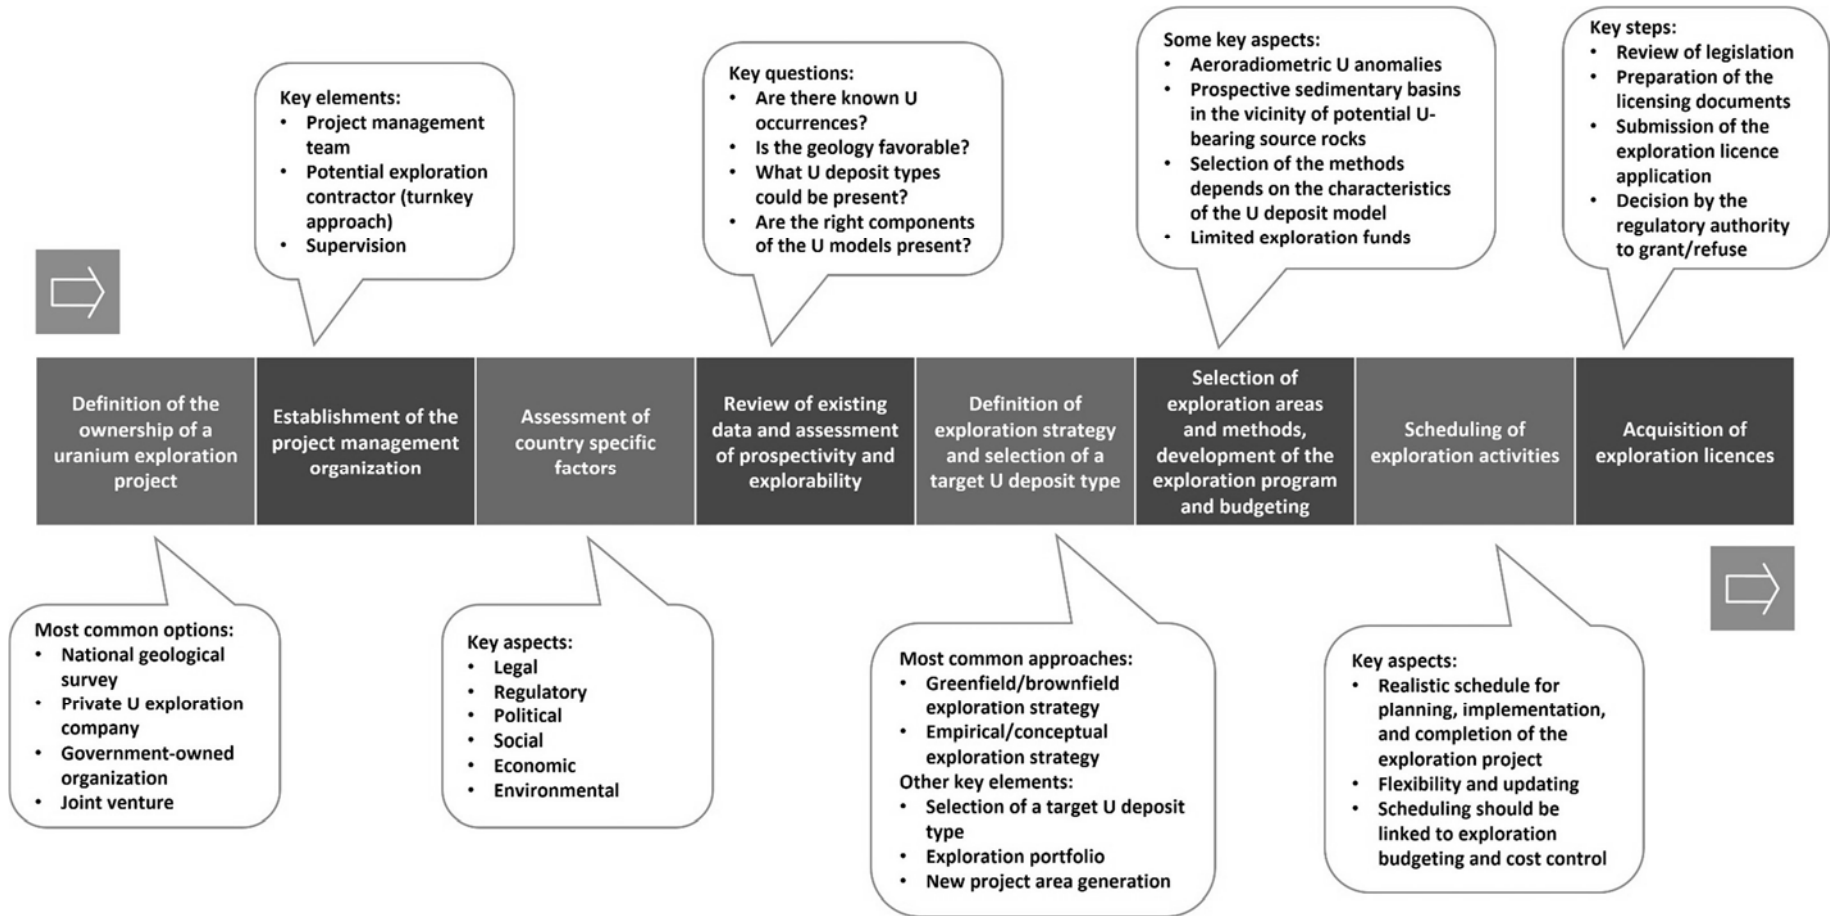 Key elements:
• Project management
team
• Potential exploration
contractor (turnkey
approach)
• Supervision
Key questions:
• Are there known U
occurrences?
• Is the geology favorable?
• What U deposit types
could be present?
• Are the right components
of the U models present?
Some key aspects:
• Aeroradiometric U anomalies
• Prospective sedimentary basins
in the vicinity of potential U-
bearing source rocks
• Selection of the methods
depends on the characteristics
of the U deposit model
• Limited exploration funds
Key steps:
• Review of legislation
• Preparation of the
licensing documents
• Submission of the
exploration licence
application
• Decision by the
regulatory authority
to grant/refuse
Definition of the
ownership of a
uranium exploration
project
Establishment of the
project management
organization
Assessment of
country specific
factors
Review of existing
data and assessment
of prospectivity and
explorability
Definition of
exploration strategy
and selection of a
target U deposit type
Selection of
exploration areas
and methods,
development of the
exploration program
and budgeting
Scheduling of
exploration activities
Acquisition of
exploration licences
Most common options:
• National geological
survey
• Private U exploration
company
• Government-owned
organization
• Joint venture
Key aspects:
• Legal
• Regulatory
• Political
• Social
• Economic
• Environmental
Most common approaches:
• Greenfield/brownfield
exploration strategy
• Empirical/conceptual
exploration strategy
Other key elements:
• Selection of a target U deposit
type
• Exploration portfolio
• New project area generation
Key aspects:
• Realistic schedule for
planning, implementation,
and completion of the
exploration project
• Flexibility and updating
• Scheduling should be
linked to exploration
budgeting and cost control